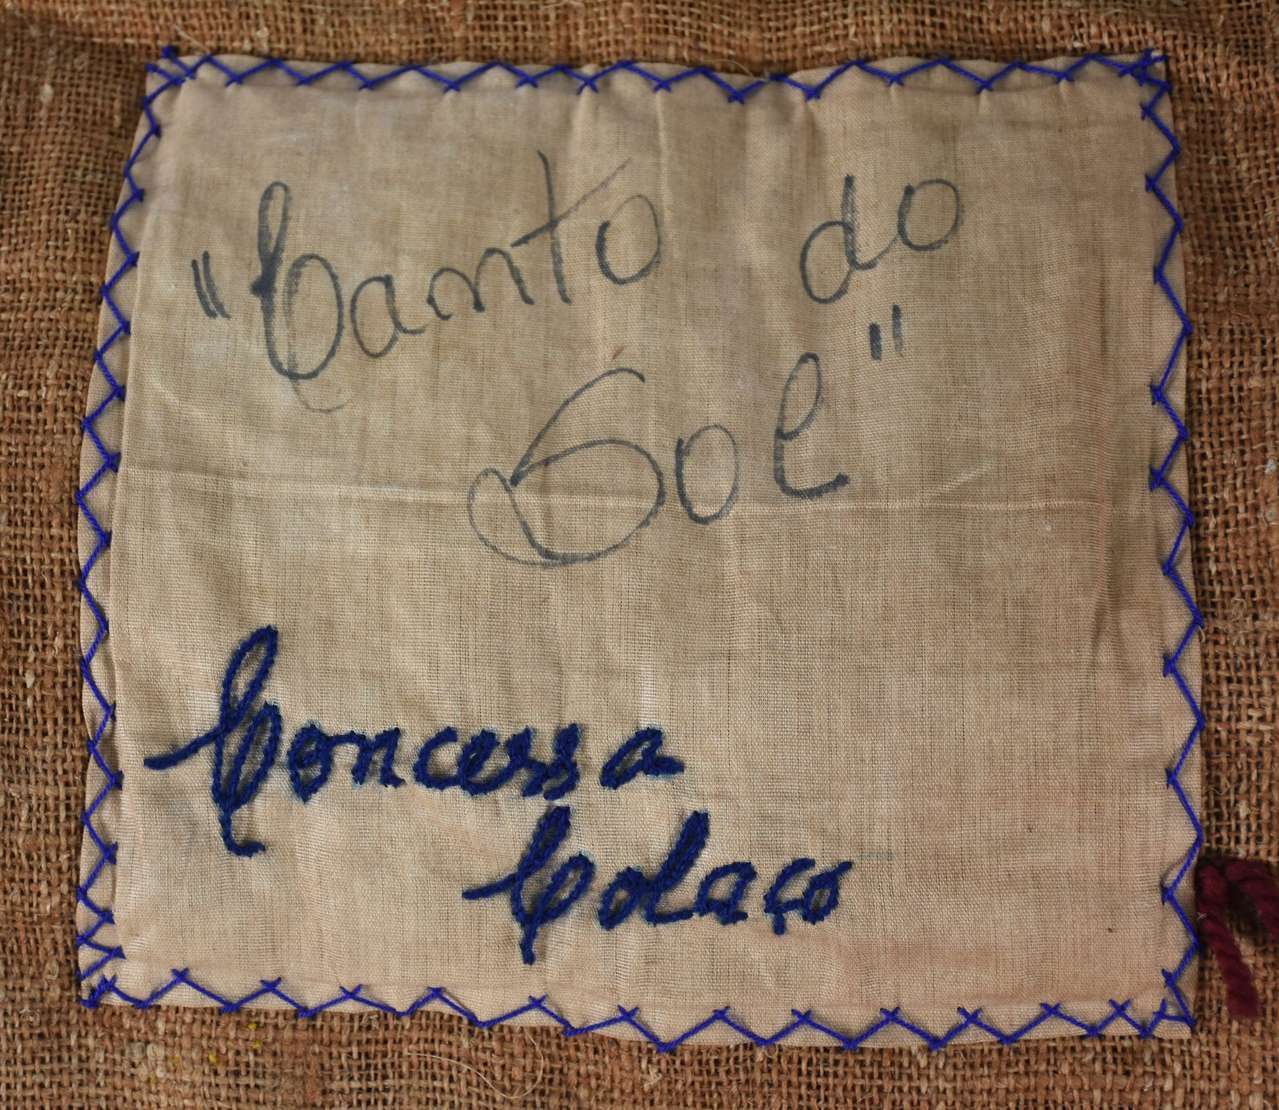 "Canto do
Sol"
Concessa
Colaço